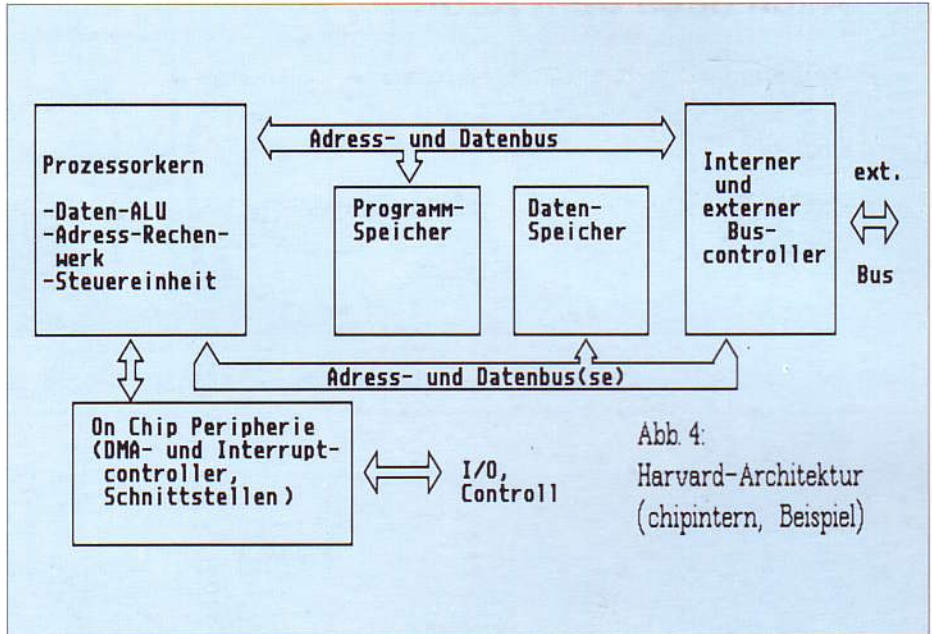 Adress- und Datenbus
Prozessorkern
-Daten-ALU
-Adress-Rechen-
werk
-Steuereinheit
Programm-
Speicher
Daten-
Speicher
Interner
und
externer
Bus-
controller
ext.
Bus
Adress- und Datenbus(se)
On Chip Peripherie
(DMA- und Interrupt-
controller,
Schnittstellen)
I/O,
Controll
Abb. 4:
Harvard-Architektur
(chipintern, Beispiel)